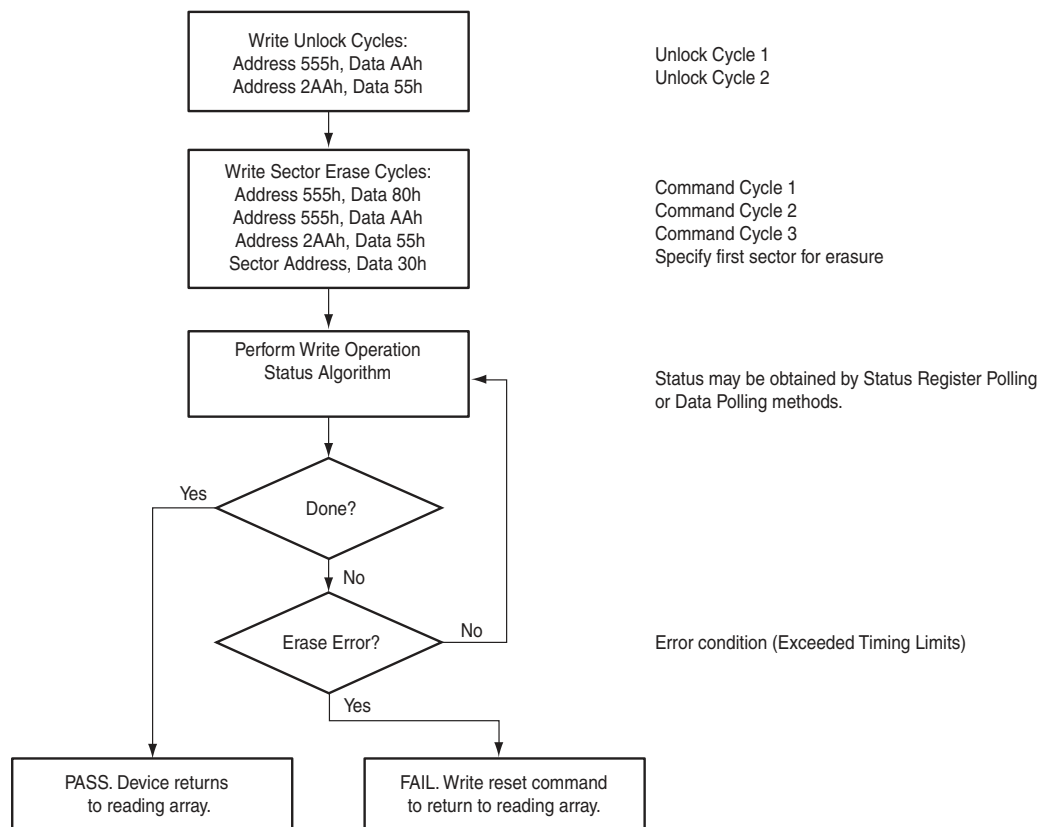 Write Unlock Cycles:
Address 555h, Data AAh
Address 2AAh, Data 55h
Unlock Cycle 1
Unlock Cycle 2
Write Sector Erase Cycles:
Address 555h, Data 80h
Address 555h, Data AAh
Address 2AAh, Data 55h
Sector Address, Data 30h
Command Cycle 1
Command Cycle 2
Command Cycle 3
Specify first sector for erasure
Perform Write Operation
Status Algorithm
Status may be obtained by Status Register Polling
or Data Polling methods.
Yes
Done?
No
Erase Error?
No
Error condition (Exceeded Timing Limits)
Yes
PASS. Device returns
to reading array.
FAIL. Write reset command
to return to reading array.